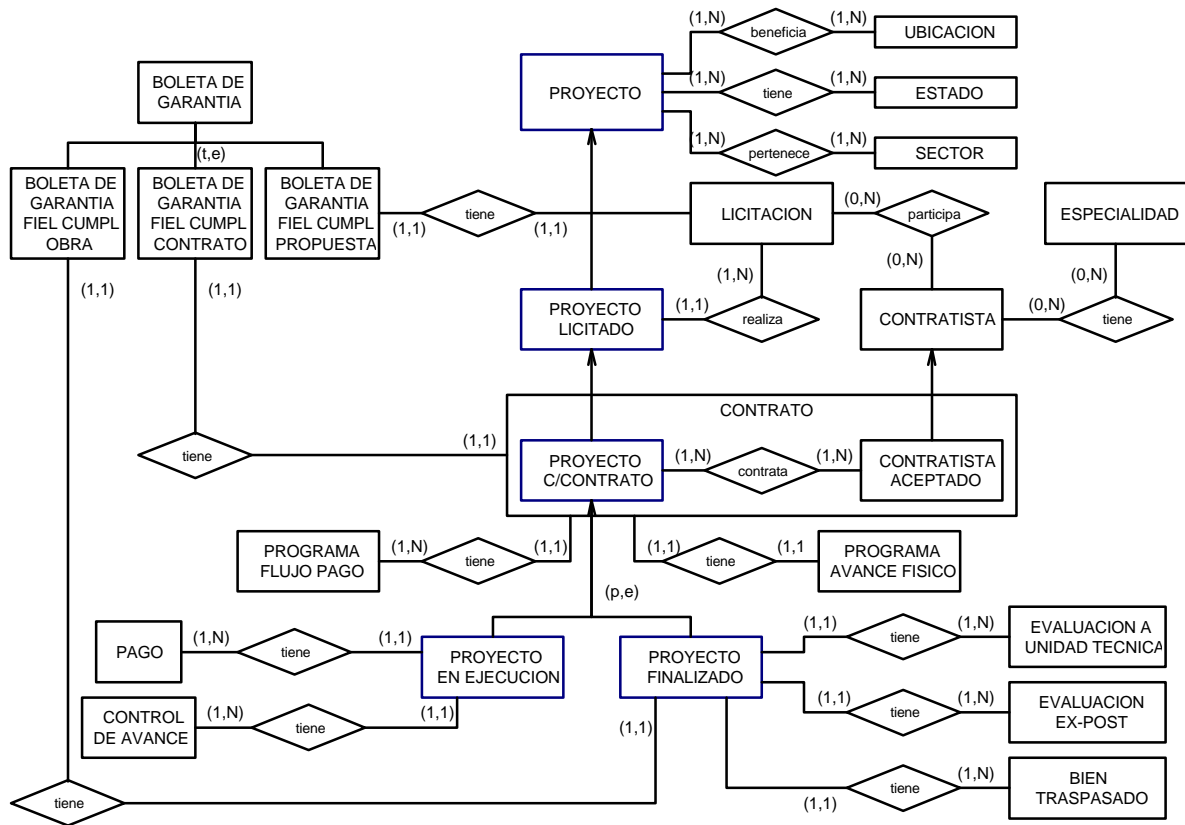 (1,N)
beneficia
(1,N)
UBICACION
BOLETA DE
GARANTIA
PROYECTO
(1,N)
tiene
(1,N)
ESTADO
(t,e)
(1,N)
pertenece
(1,N)
SECTOR
BOLETA DE
GARANTIA
FIEL CUMPL
OBRA
BOLETA DE
GARANTIA
FIEL CUMPL
CONTRATO
BOLETA DE
GARANTIA
FIEL CUMPL
PROPUESTA
(1,1)
tiene
(1,1)
LICITACION
(0,N)
participa
ESPECIALIDAD
(1,1)
(1,1)
(1,N)
(0,N)
(0,N)
PROYECTO
LICITADO
(1,1)
realiza
CONTRATISTA
(0,N)
tiene
CONTRATO
tiene
(1,1)
PROYECTO
C/CONTRATO
(1,N)
contrata
(1,N)
CONTRATISTA
ACEPTADO
PROGRAMA
FLUJO PAGO
(1,N)
tiene
(1,1)
(1,1)
tiene
(1,1
PROGRAMA
AVANCE FISICO
(p,e)
PAGO
(1,N)
tiene
(1,1)
PROYECTO
EN EJECUCION
PROYECTO
FINALIZADO
(1,1)
tiene
(1,N)
EVALUACION A
UNIDAD TECNICA
CONTROL
DE AVANCE
(1,N)
tiene
(1,1)
(1,1)
(1,1)
tiene
(1,N)
EVALUACION
EX-POST
tiene
(1,1)
tiene
(1,N)
BIEN
TRASPASADO